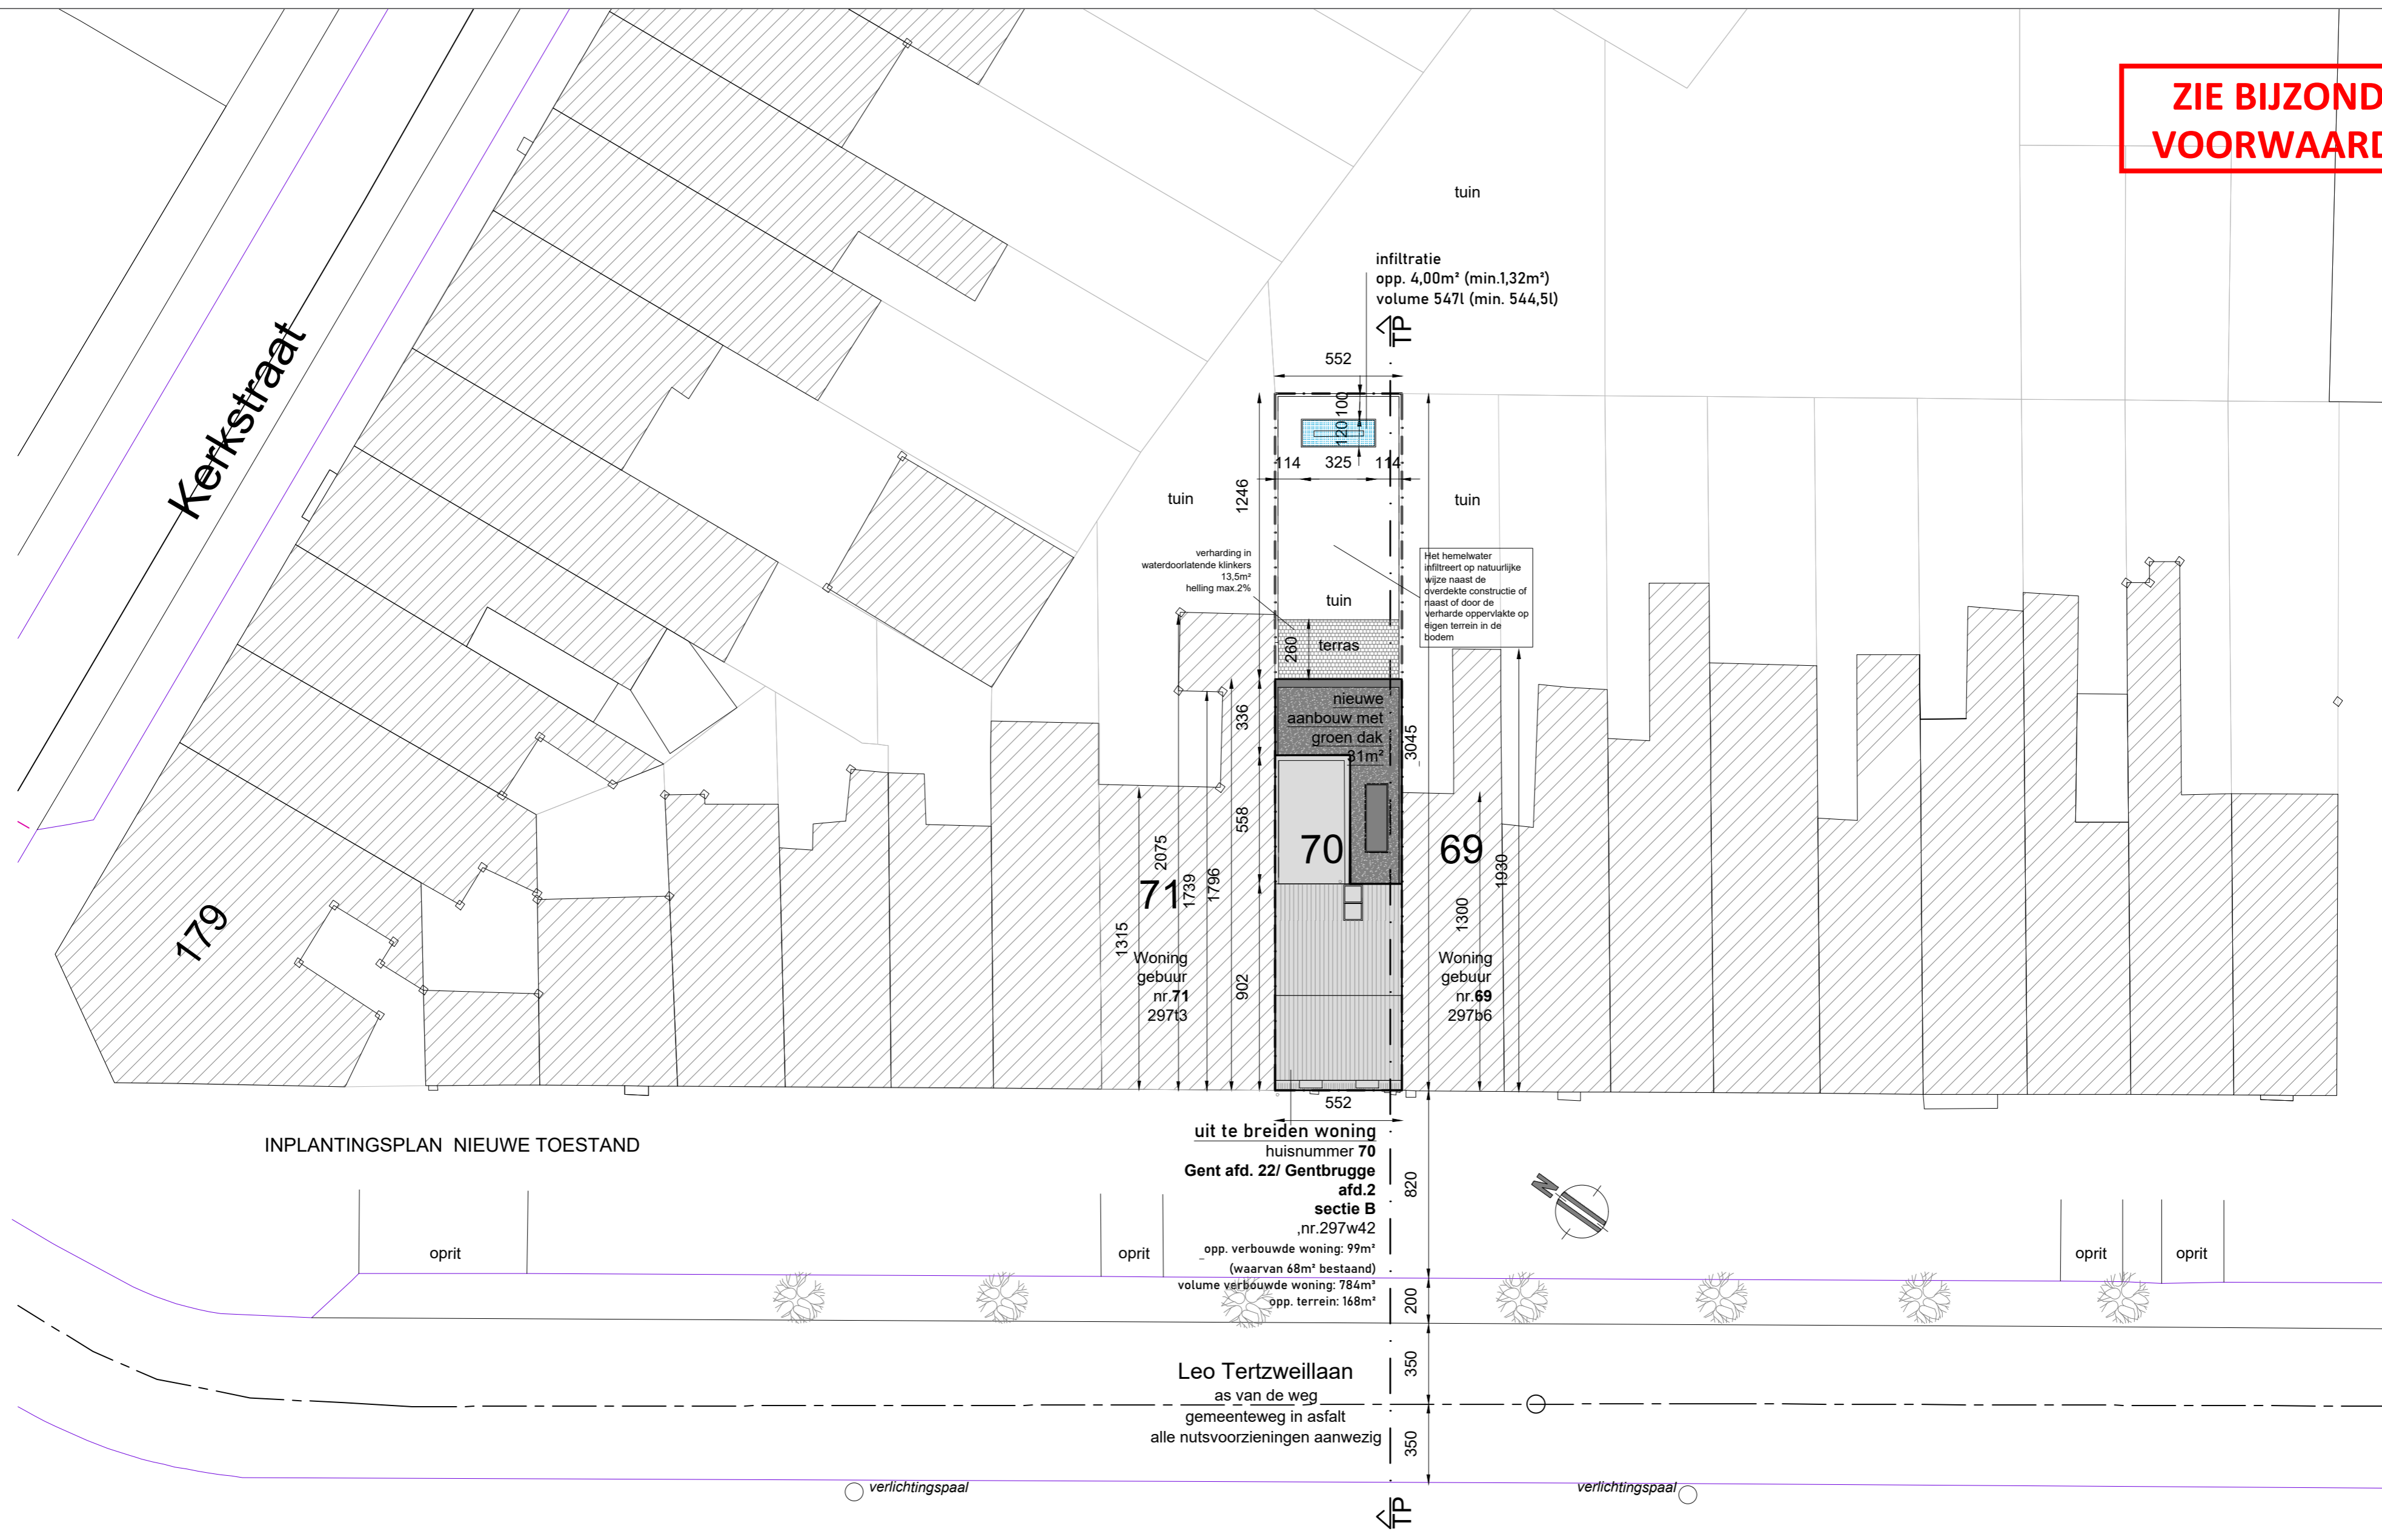 ZIE BIJZOND
VOORWAARD
tuin
infiltratie
opp. 4,00m² (min.1,32m²)
volume 547l (min. 544,5l)
TP
552
100
120
114
325
114
Kerkstraat
1246
tuin
tuin
verharding in
waterdoorlatende klinkers
13,5m²
helling max.2%
Het hemelwater
infiltreert op natuurlijke
wijze naast de
overdekte constructie of
naast of door de
verharde oppervlakte op
eigen terrein in de
bodem
tuin
terras
260
nieuwe
aanbouw met
groen dak
31m²
336
3045
558
70
69
71
2075
1739
1796
1315
1930
1300
179
Woning
gebuur
nr.71
297t3
902
Woning
gebuur
nr.69
297b6
552
INPLANTINGSPLAN NIEUWE TOESTAND
uit te breiden woning
huisnummer 70
Gent afd. 22/ Gentbrugge
afd.2
sectie B
,nr.297w42
opp. verbouwde woning: 99m²
(waarvan 68m² bestaand)
volume verbouwde woning: 784m³
opp. terrein: 168m²
820
N
oprit
oprit
oprit
oprit
200
350
Leo Tertzweillaan
as van de weg
gemeenteweg in asfalt
alle nutsvoorzieningen aanwezig
350
verlichtingspaal
verlichtingspaal
TP